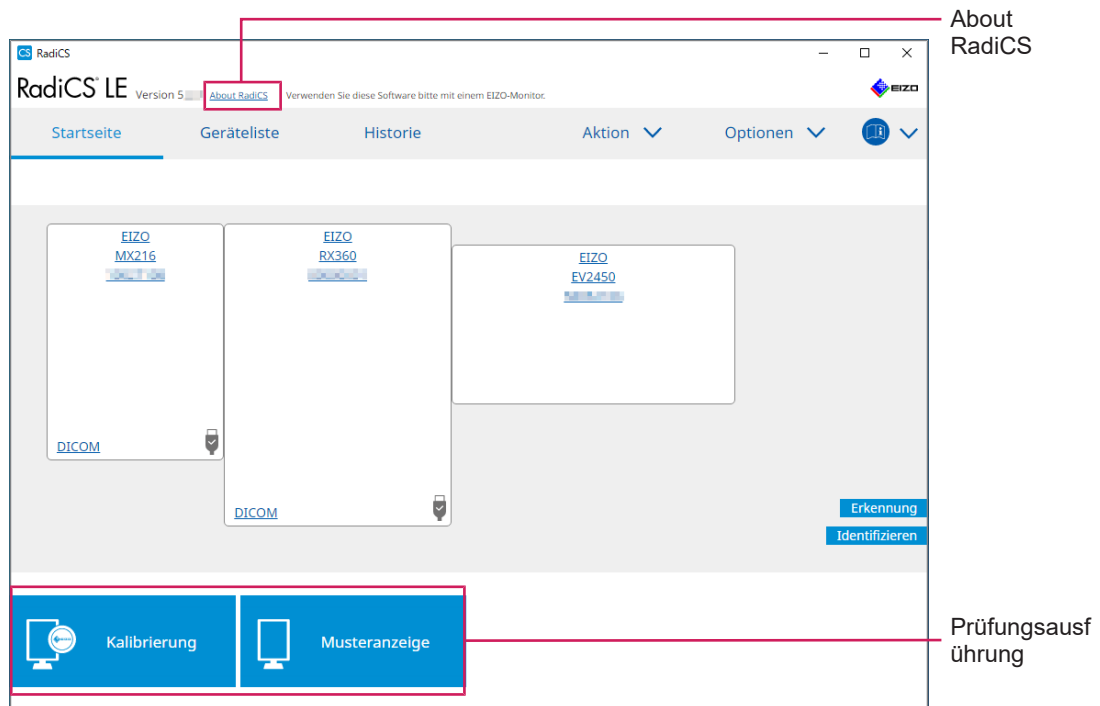 About
RadiCS
CS RadiCS
RadiCS LE Version 5 About RadiCS Verwenden Sie diese Software bitte mit einem EIZO-Monitor. EIZO
Startseite Geräteliste Historie Aktion Optionen
EIZO
MX216
EIZO
RX360
EIZO
EV2450
DICOM
DICOM
Erkennung
Identifizieren
Kalibrierung Musteranzeige
Prüfungsausf
ührung